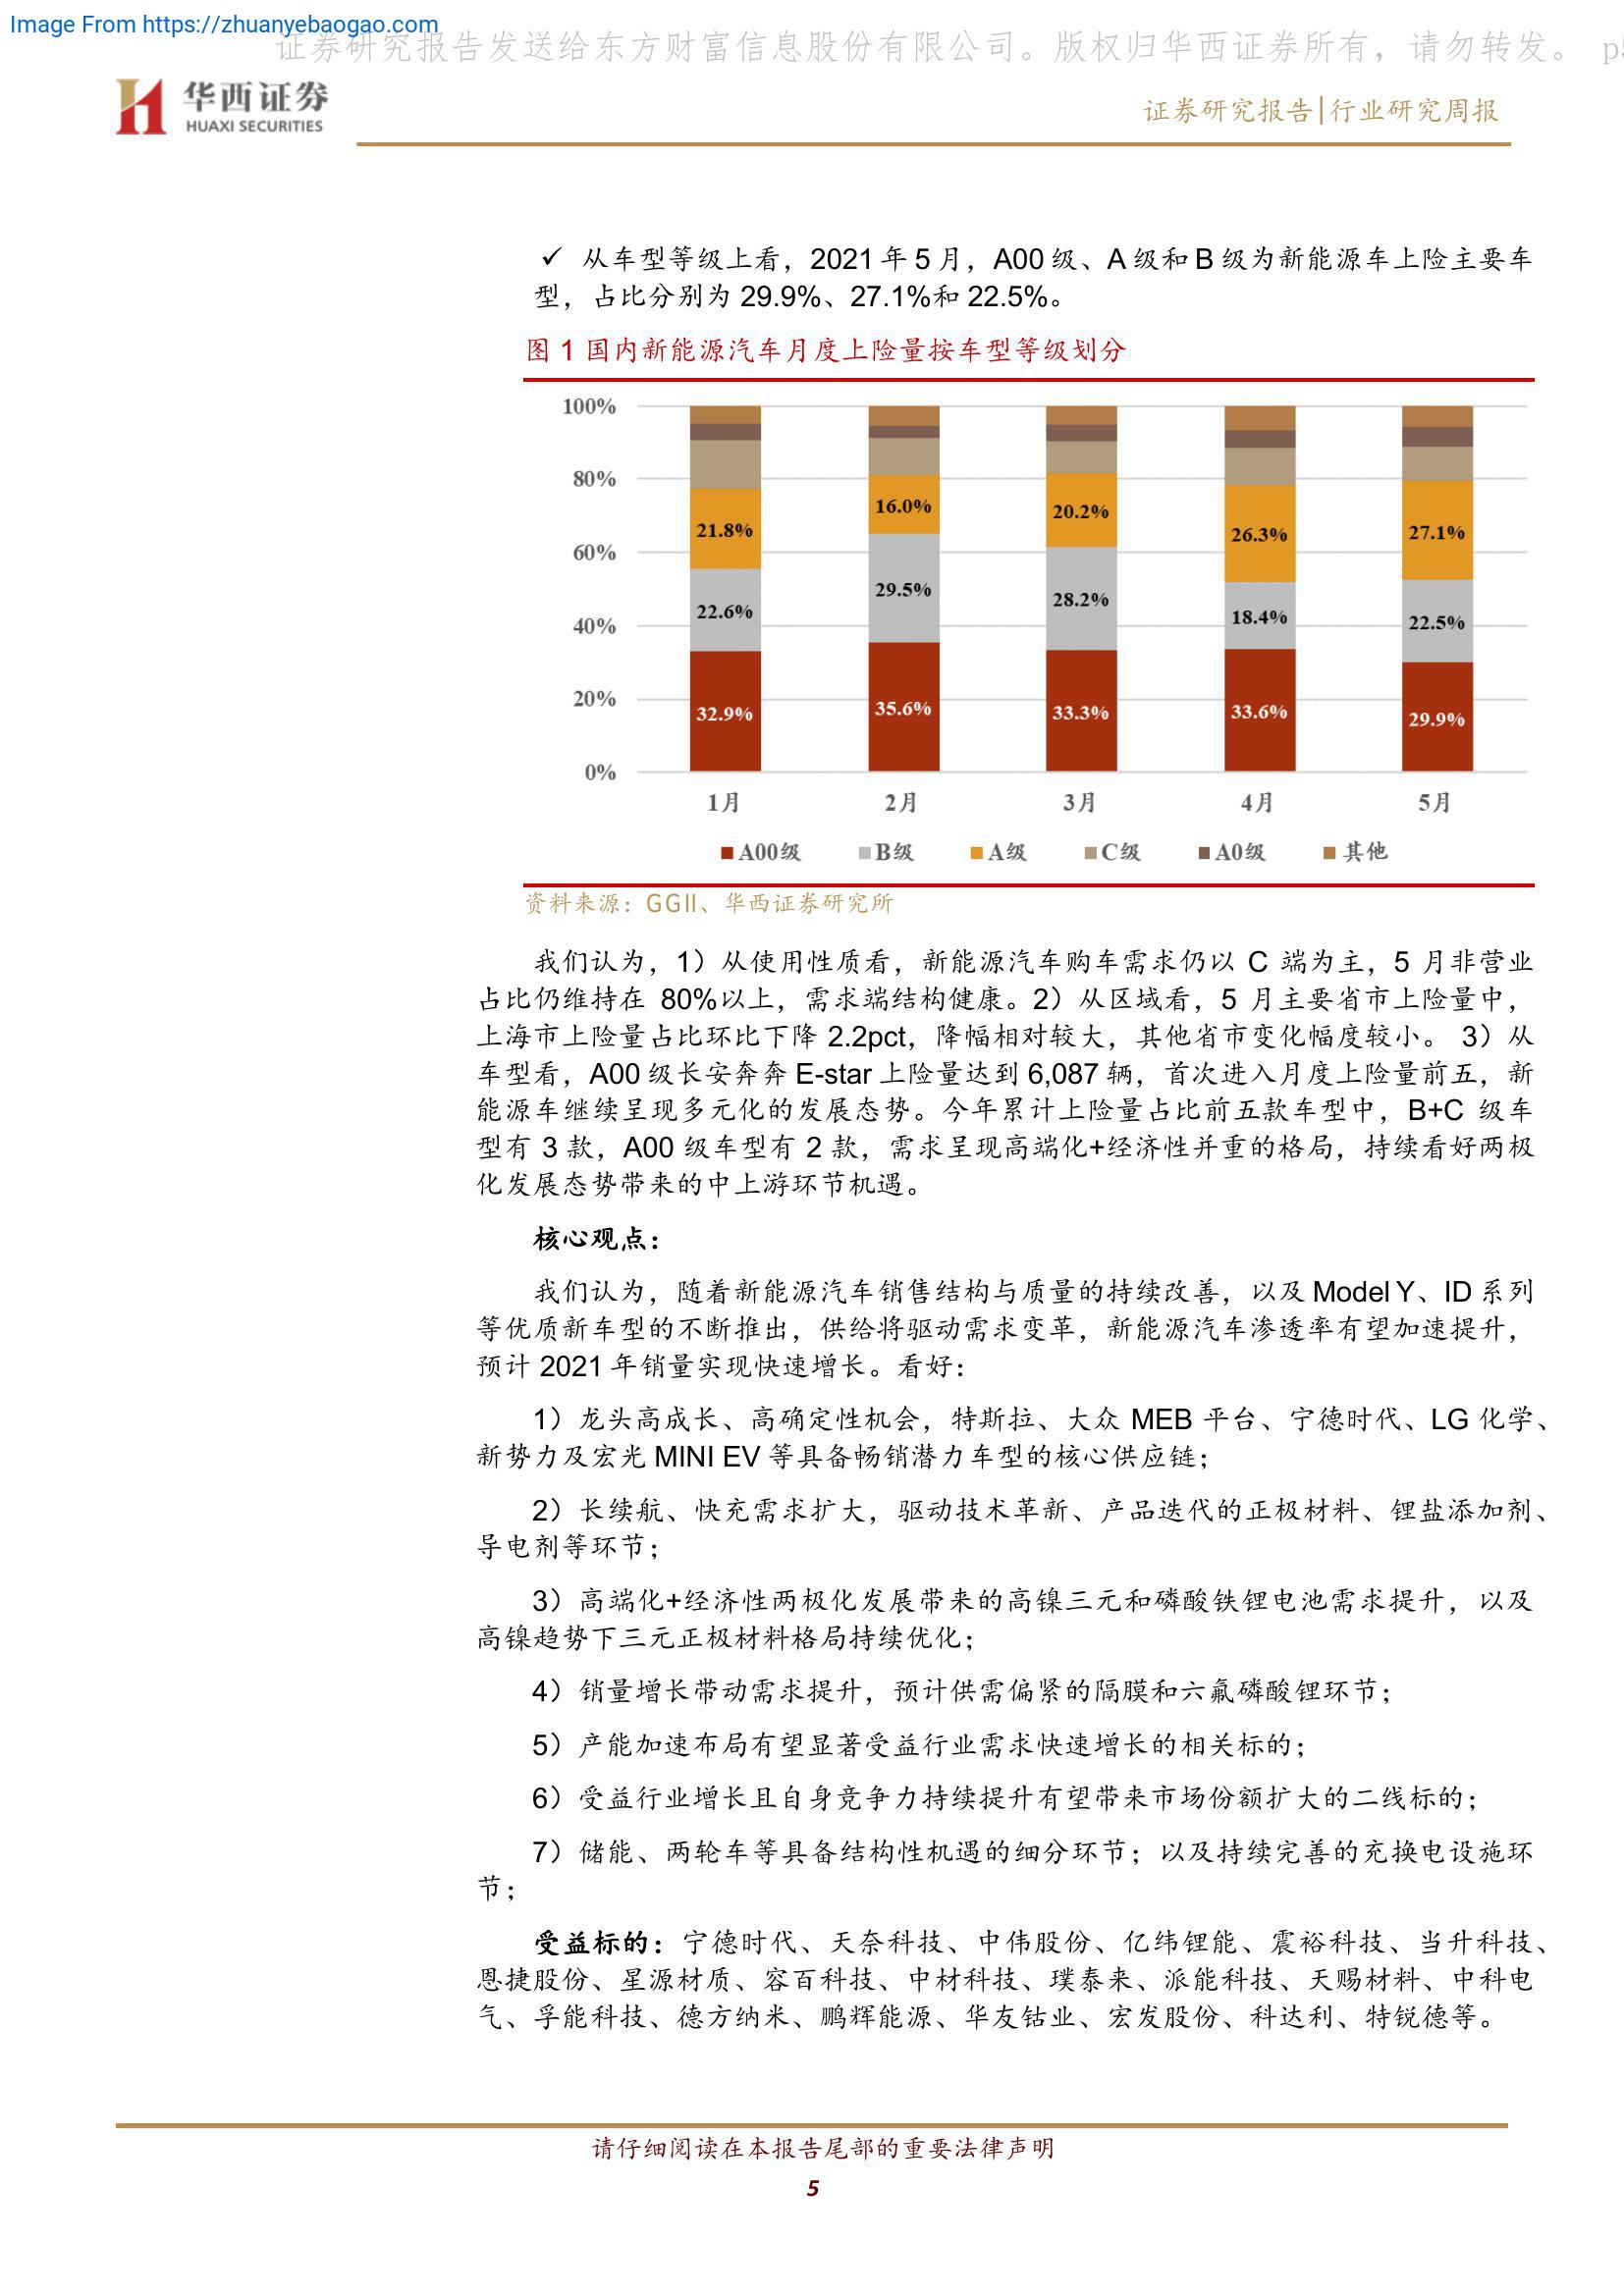 Image From https://zhuanyebaogao.com
证券研究报告发送给东方财富信息股份有限公司。版权归华西证券所有，请勿转发。 p
华西证券
HUAXI SECURITIES
证券研究报告|行业研究周报
✓ 从车型等级上看，2021 年 5 月，A00 级、A 级和 B 级为新能源车上险主要车
型，占比分别为 29.9%、27.1%和 22.5%。
图 1 国内新能源汽车月度上险量按车型等级划分
100%
80%
60%
40%
20%
0%
21.8%
22.6%
32.9%
16.0%
29.5%
35.6%
20.2%
28.2%
33.3%
26.3%
18.4%
33.6%
27.1%
22.5%
29.9%
1月 2月 3月 4月 5月
A00级 B级 A级 C级 A0级 其他
资料来源：GGII、华西证券研究所
我们认为，1）从使用性质看，新能源汽车购车需求仍以 C 端为主，5 月非营业
占比仍维持在 80%以上，需求端结构健康。2）从区域看，5 月主要省市上险量中，
上海市上险量占比环比下降 2.2pct，降幅相对较大，其他省市变化幅度较小。 3）从
车型看，A00 级长安奔奔 E-star 上险量达到 6,087 辆，首次进入月度上险量前五，新
能源车继续呈现多元化的发展态势。今年累计上险量占比前五款车型中，B+C 级车
型有 3 款，A00 级车型有 2 款，需求呈现高端化+经济性并重的格局，持续看好两极
化发展态势带来的中上游环节机遇。
核心观点：
我们认为，随着新能源汽车销售结构与质量的持续改善，以及 Model Y、ID 系列
等优质新车型的不断推出，供给将驱动需求变革，新能源汽车渗透率有望加速提升，
预计 2021 年销量实现快速增长。看好：
1）龙头高成长、高确定性机会，特斯拉、大众 MEB 平台、宁德时代、LG 化学、
新势力及宏光 MINI EV 等具备畅销潜力车型的核心供应链；
2）长续航、快充需求扩大，驱动技术革新、产品迭代的正极材料、锂盐添加剂、
导电剂等环节；
3）高端化+经济性两极化发展带来的高镍三元和磷酸铁锂电池需求提升，以及
高镍趋势下三元正极材料格局持续优化；
4）销量增长带动需求提升，预计供需偏紧的隔膜和六氟磷酸锂环节；
5）产能加速布局有望显著受益行业需求快速增长的相关标的；
6）受益行业增长且自身竞争力持续提升有望带来市场份额扩大的二线标的；
7）储能、两轮车等具备结构性机遇的细分环节；以及持续完善的充换电设施环
节；
受益标的：宁德时代、天奈科技、中伟股份、亿纬锂能、震裕科技、当升科技、
恩捷股份、星源材质、容百科技、中材科技、璞泰来、派能科技、天赐材料、中科电
气、孚能科技、德方纳米、鹏辉能源、华友钴业、宏发股份、科达利、特锐德等。
请仔细阅读在本报告尾部的重要法律声明
5